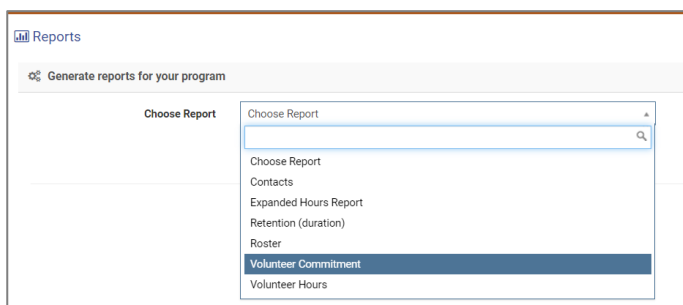 Reports
Generate reports for your program
Choose Report Choose Report
Choose Report
Contacts
Expanded Hours Report
Retention (duration)
Roster
Volunteer Commitment
Volunteer Hours